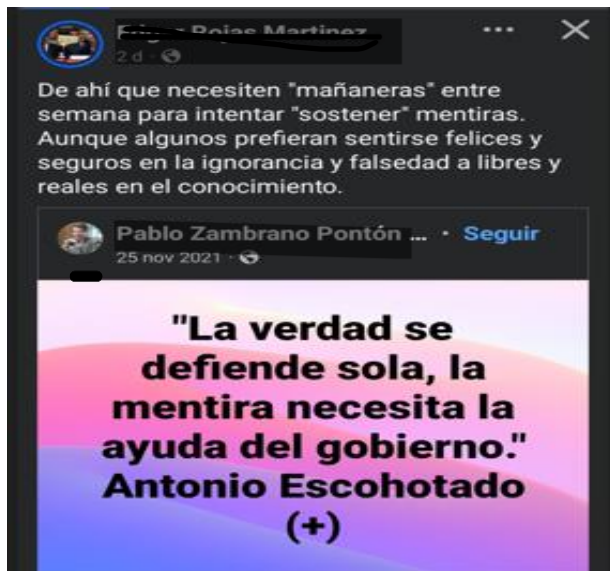 Rojas Martinez
2 d
De ahí que necesiten "mañaneras" entre
semana para intentar "sostener" mentiras.
Aunque algunos prefieran sentirse felices y
seguros en la ignorancia y falsedad a libres y
reales en el conocimiento.
Pablo Zambrano Pontón ... · Seguir
25 nov 2021 ·
"La verdad se
defiende sola, la
mentira necesita la
ayuda del gobierno."
Antonio Escohotado
(+)